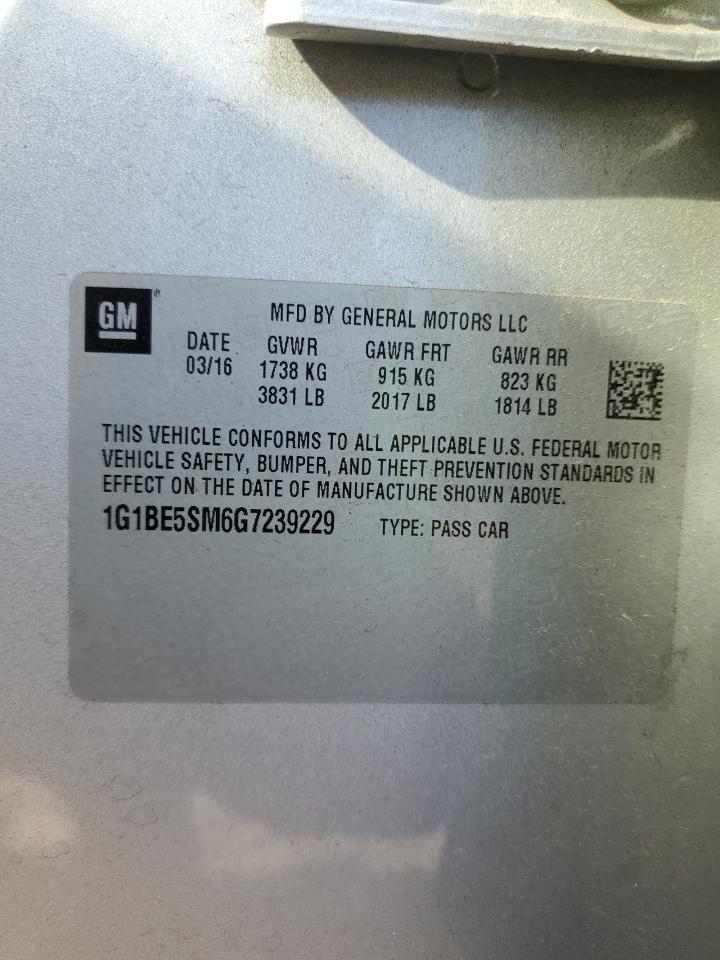 GM®
MFD BY GENERAL MOTORS LLC
DATE GVWR GAWR FRT GAWR RR
03/16 1738 KG 915 KG 823 KG
3831 LB 2017 LB 1814 LB
THIS VEHICLE CONFORMS TO ALL APPLICABLE U.S. FEDERAL MOTOR
VEHICLE SAFETY, BUMPER, AND THEFT PREVENTION STANDARDS IN
EFFECT ON THE DATE OF MANUFACTURE SHOWN ABOVE.
1G1BE5SM6G7239229 TYPE: PASS CAR